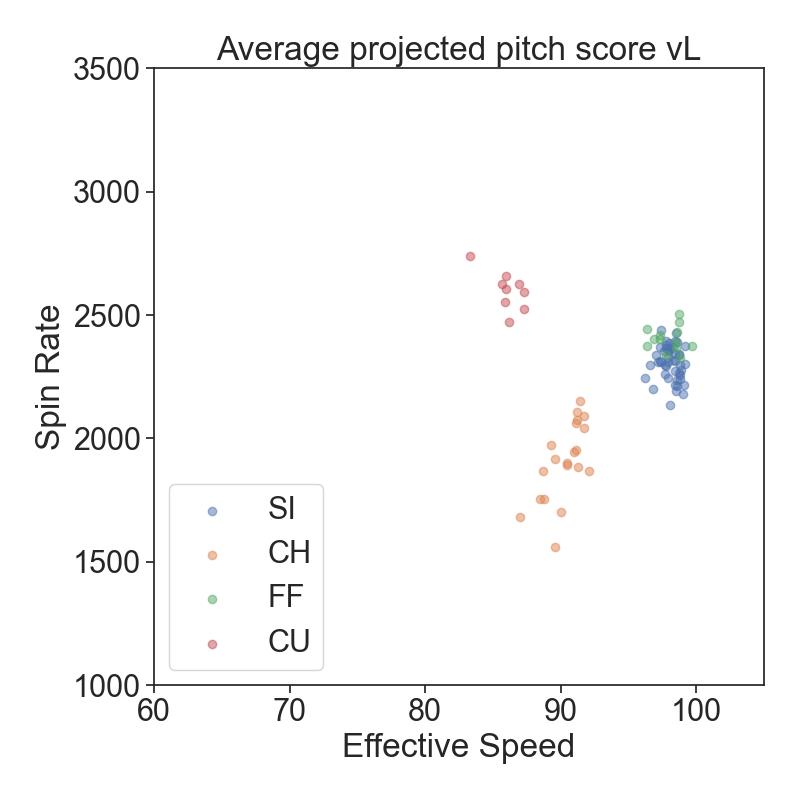 Average projected pitch score vL
3500
3000
2500
2000
1500
1000
Spin Rate
SI
CH
FF
CU
60 70 80 90 100
Effective Speed